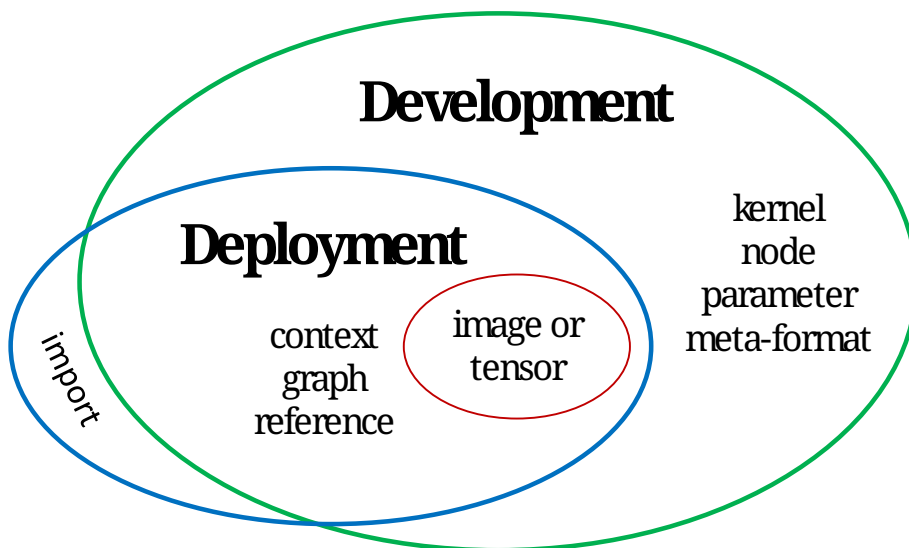 Development
Deployment
kernel
node
parameter
meta-format
context
graph
reference
image or
tensor
import